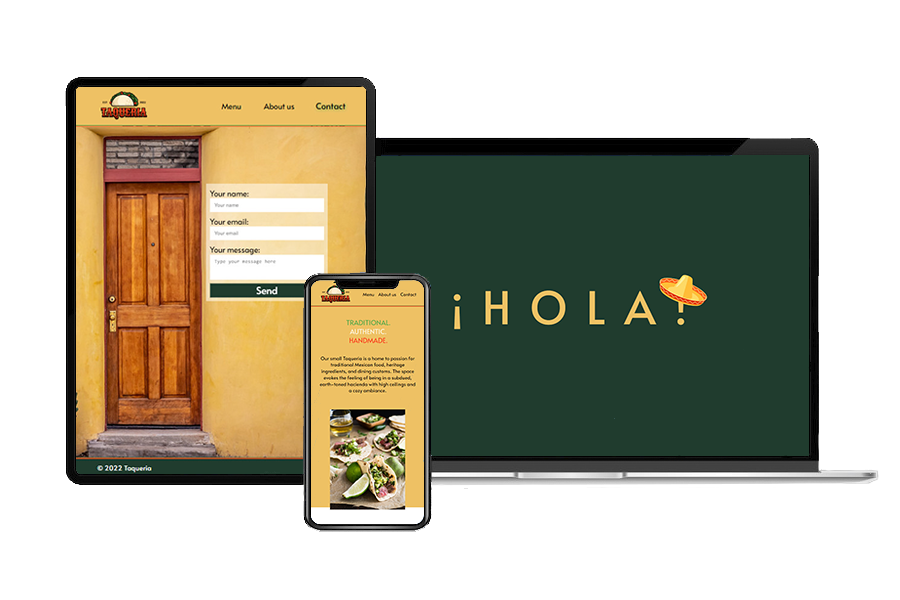 TAQUERIA
Menu
About us
Contact
Your name:
Your name
Your email:
Your email
Your message:
Type your message here
Send
© 2022 Taqueria
TAQUERIA
Menu
About us
Contact
TRADITIONAL.
AUTHENTIC.
HANDMADE.
Our small Taqueria is a home to passion for
traditional Mexican food, heritage
ingredients, and dining customs. The space
evokes the feeling of being in a subdued,
earth-toned hacienda with high ceilings and
a cozy ambiance.
¡HOLA!